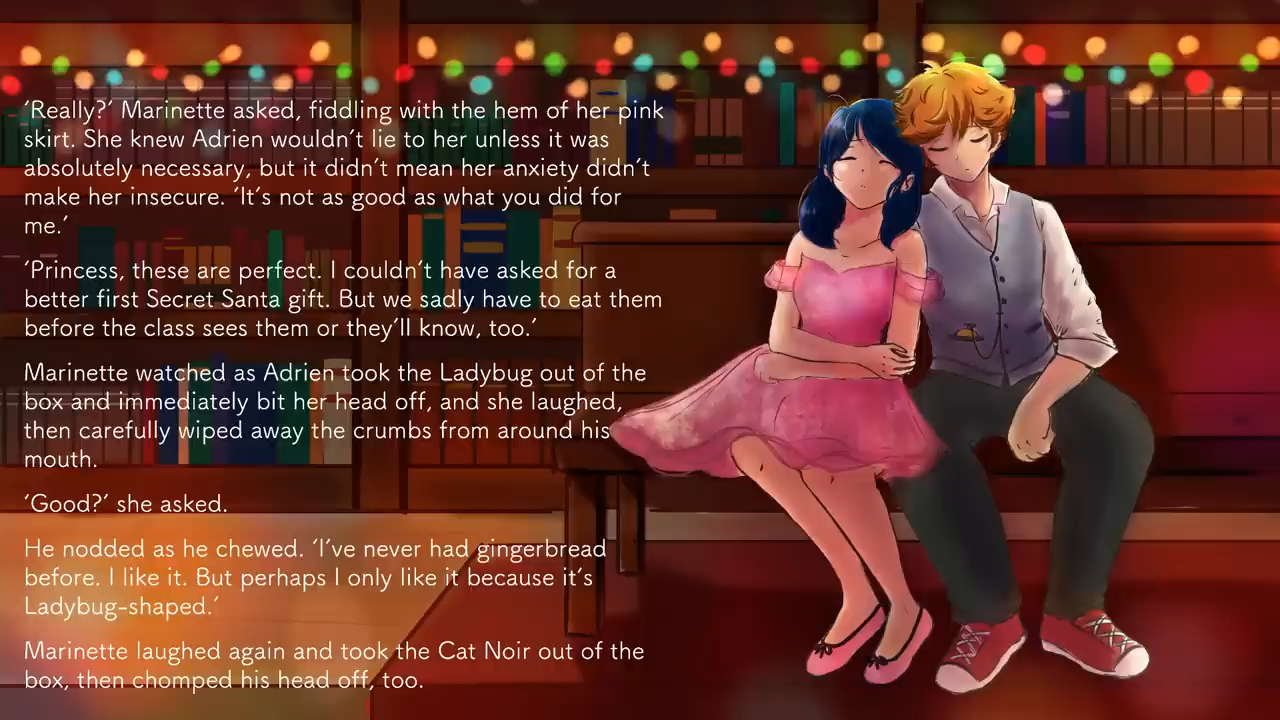 ‘Really?’ Marinette asked, fiddling with the hem of her pink
skirt. She knew Adrien wouldn’t lie to her unless it was
absolutely necessary, but it didn’t mean her anxiety didn’t
make her insecure. ‘It’s not as good as what you did for
me.’
‘Princess, these are perfect. I couldn’t have asked for a
better first Secret Santa gift. But we sadly have to eat them
before the class sees them or they’ll know, too.’
Marinette watched as Adrien took the Ladybug out of the
box and immediately bit her head off, and she laughed,
then carefully wiped away the crumbs from around his
mouth.
‘Good?’ she asked.
He nodded as he chewed. ‘I’ve never had gingerbread
before. I like it. But perhaps I only like it because it’s
Ladybug-shaped.’
Marinette laughed again and took the Cat Noir out of the
box, then chomped his head off, too.